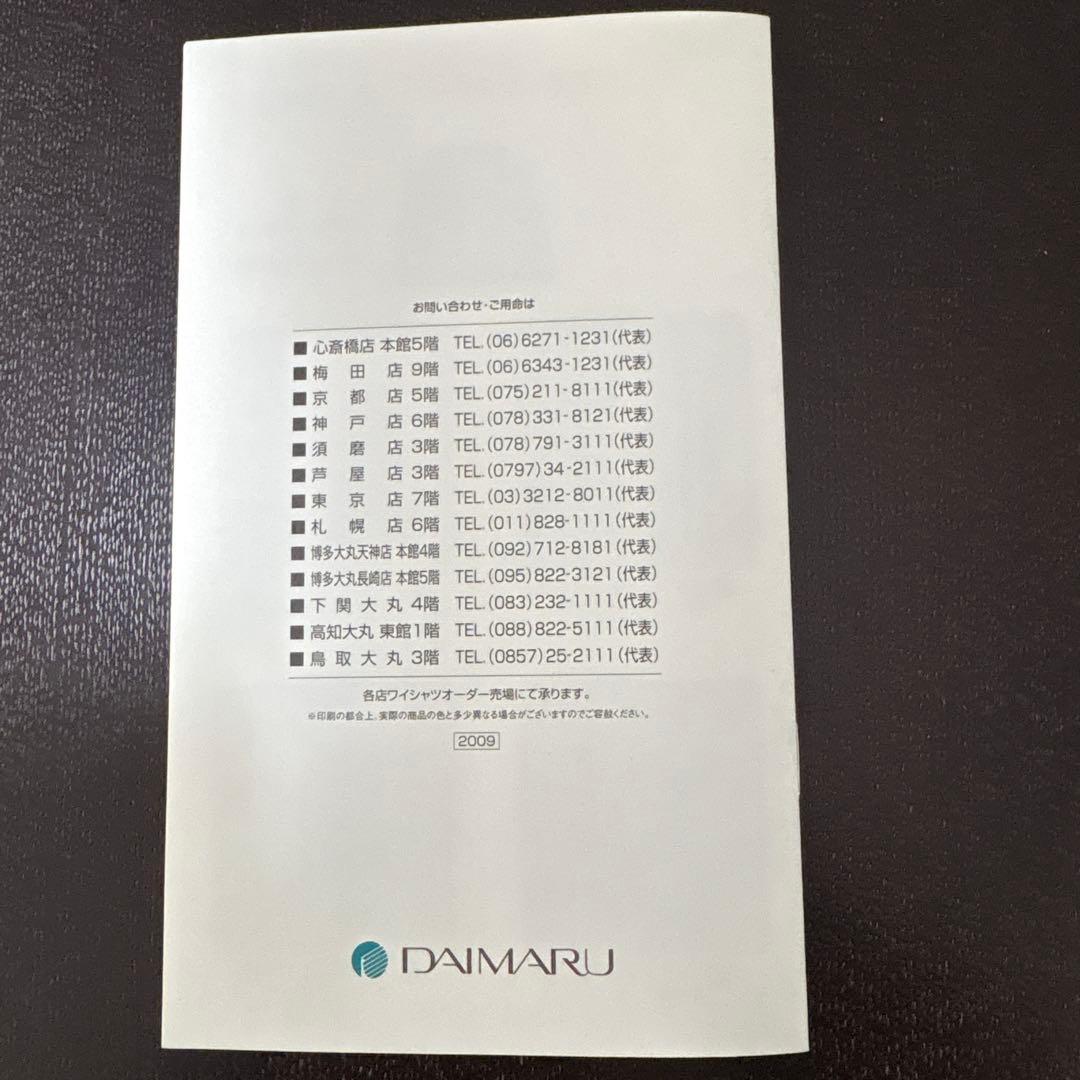 お問い合わせ・ご用命は
■ 心斎橋店 本館5階 TEL.(06)6271-1231(代表)
■ 梅田店 9階 TEL.(06)6343-1231(代表)
■ 京都店 5階 TEL.(075)211-8111(代表)
■ 神戸店 6階 TEL.(078)331-8121(代表)
■ 須磨店 3階 TEL.(078)791-3111(代表)
■ 芦屋店 3階 TEL.(0797)34-2111(代表)
■ 東京店 7階 TEL.(03)3212-8011(代表)
■ 札幌店 6階 TEL.(011)828-1111(代表)
■ 博多大丸天神店 本館4階 TEL.(092)712-8181(代表)
■ 博多大丸長崎店 本館5階 TEL.(095)822-3121(代表)
■ 下関大丸 4階 TEL.(083)232-1111(代表)
■ 高知大丸 東館1階 TEL.(088)822-5111(代表)
■ 鳥取大丸 3階 TEL.(0857)25-2111(代表)
各店ワイシャツオーダー売場にて承ります。
※印刷の都合上、実際の商品の色と多少異なる場合がございますのでご容赦ください。
2009
DAIMARU